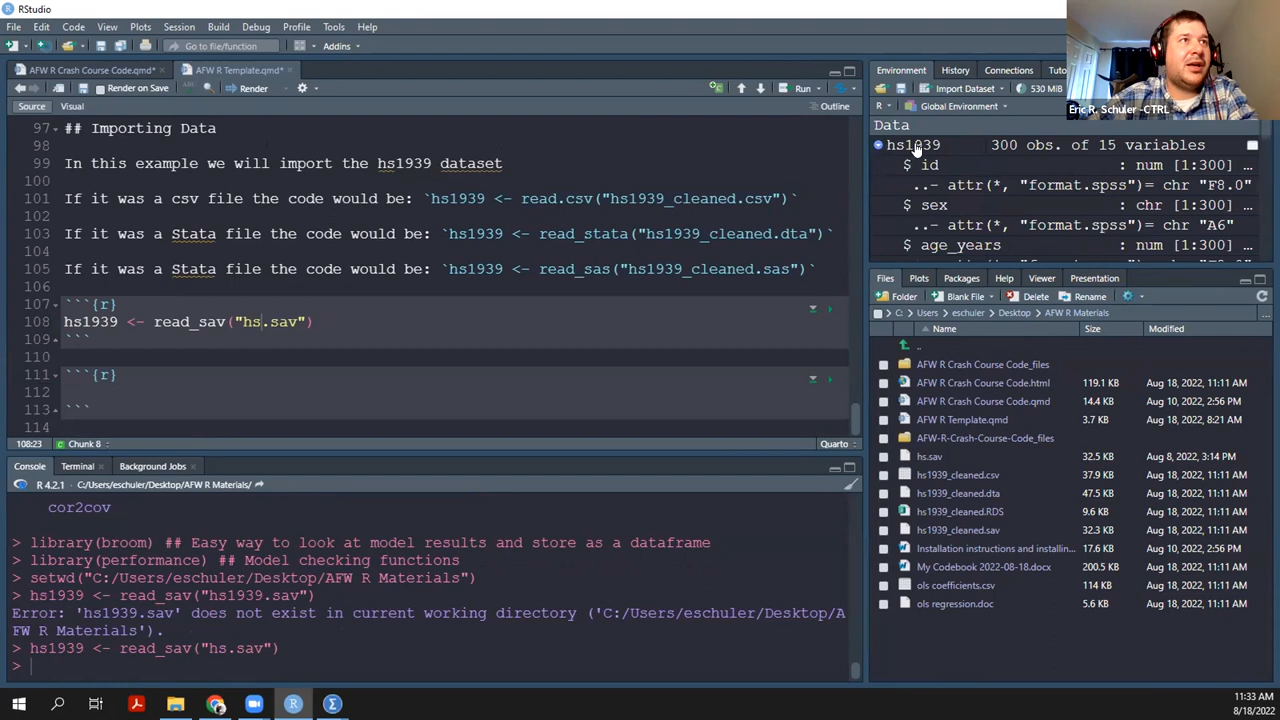 RStudio
File Edit Code View Plots Session Build Debug Profile Tools Help
Go to file/function Addins
AFW R Crash Course Code.qmd* AFW R Template.qmd*
Render on Save Render Run
Source Visual Outline
97 ## Importing Data
98
99 In this example we will import the hs1939 dataset
100
101 If it was a csv file the code would be: `hs1939 <- read.csv("hs1939_cleaned.csv")`
102
103 If it was a Stata file the code would be: `hs1939 <- read_stata("hs1939_cleaned.dta")`
104
105 If it was a Stata file the code would be: `hs1939 <- read_sas("hs1939_cleaned.sas")`
106
107 ```{r}
108 hs1939 <- read_sav("hs.sav")
109 ```
110
111 ```{r}
112
113 ```
114
108:23 Chunk 8 Quarto
Console Terminal Background Jobs
R 4.2.1 C:/Users/eschuler/Desktop/AFW R Materials/
cor2cov
> library(broom) ## Easy way to look at model results and store as a dataframe
> library(performance) ## Model checking functions
> setwd("C:/Users/eschuler/Desktop/AFW R Materials")
> hs1939 <- read_sav("hs1939.sav")
Error: 'hs1939.sav' does not exist in current working directory ('C:/Users/eschuler/Desktop/A
FW R Materials').
> hs1939 <- read_sav("hs.sav")
>
Environment History Connections Tuto
Import Dataset 530 MiB
R Global Environment
Eric R. Schuler -CTRL
Data
hs1939 300 obs. of 15 variables
$ id : num [1:300] ...
..- attr(*, "format.spss")= chr "F8.0"
$ sex : chr [1:300] ...
..- attr(*, "format.spss")= chr "A6"
$ age_years : num [1:300] ...
Files Plots Packages Help Viewer Presentation
Folder Blank File Delete Rename
C: Users eschuler Desktop AFW R Materials
Name Size Modified
..
AFW R Crash Course Code_files
AFW R Crash Course Code.html 119.1 KB Aug 18, 2022, 11:11 AM
AFW R Crash Course Code.qmd 14.4 KB Aug 10, 2022, 2:56 PM
AFW R Template.qmd 3.7 KB Aug 18, 2022, 8:21 AM
AFW-R-Crash-Course-Code_files
hs.sav 32.5 KB Aug 8, 2022, 3:14 PM
hs1939_cleaned.csv 37.9 KB Aug 18, 2022, 11:11 AM
hs1939_cleaned.dta 47.5 KB Aug 18, 2022, 11:11 AM
hs1939_cleaned.RDS 9.6 KB Aug 18, 2022, 11:11 AM
hs1939_cleaned.sav 32.3 KB Aug 18, 2022, 11:11 AM
Installation instructions and installin... 17.6 KB Aug 10, 2022, 2:56 PM
My Codebook 2022-08-18.docx 200.5 KB Aug 18, 2022, 11:11 AM
ols coefficients.csv 114 KB Aug 18, 2022, 11:11 AM
ols regression.doc 5.6 KB Aug 18, 2022, 11:11 AM
11:33 AM
8/18/2022